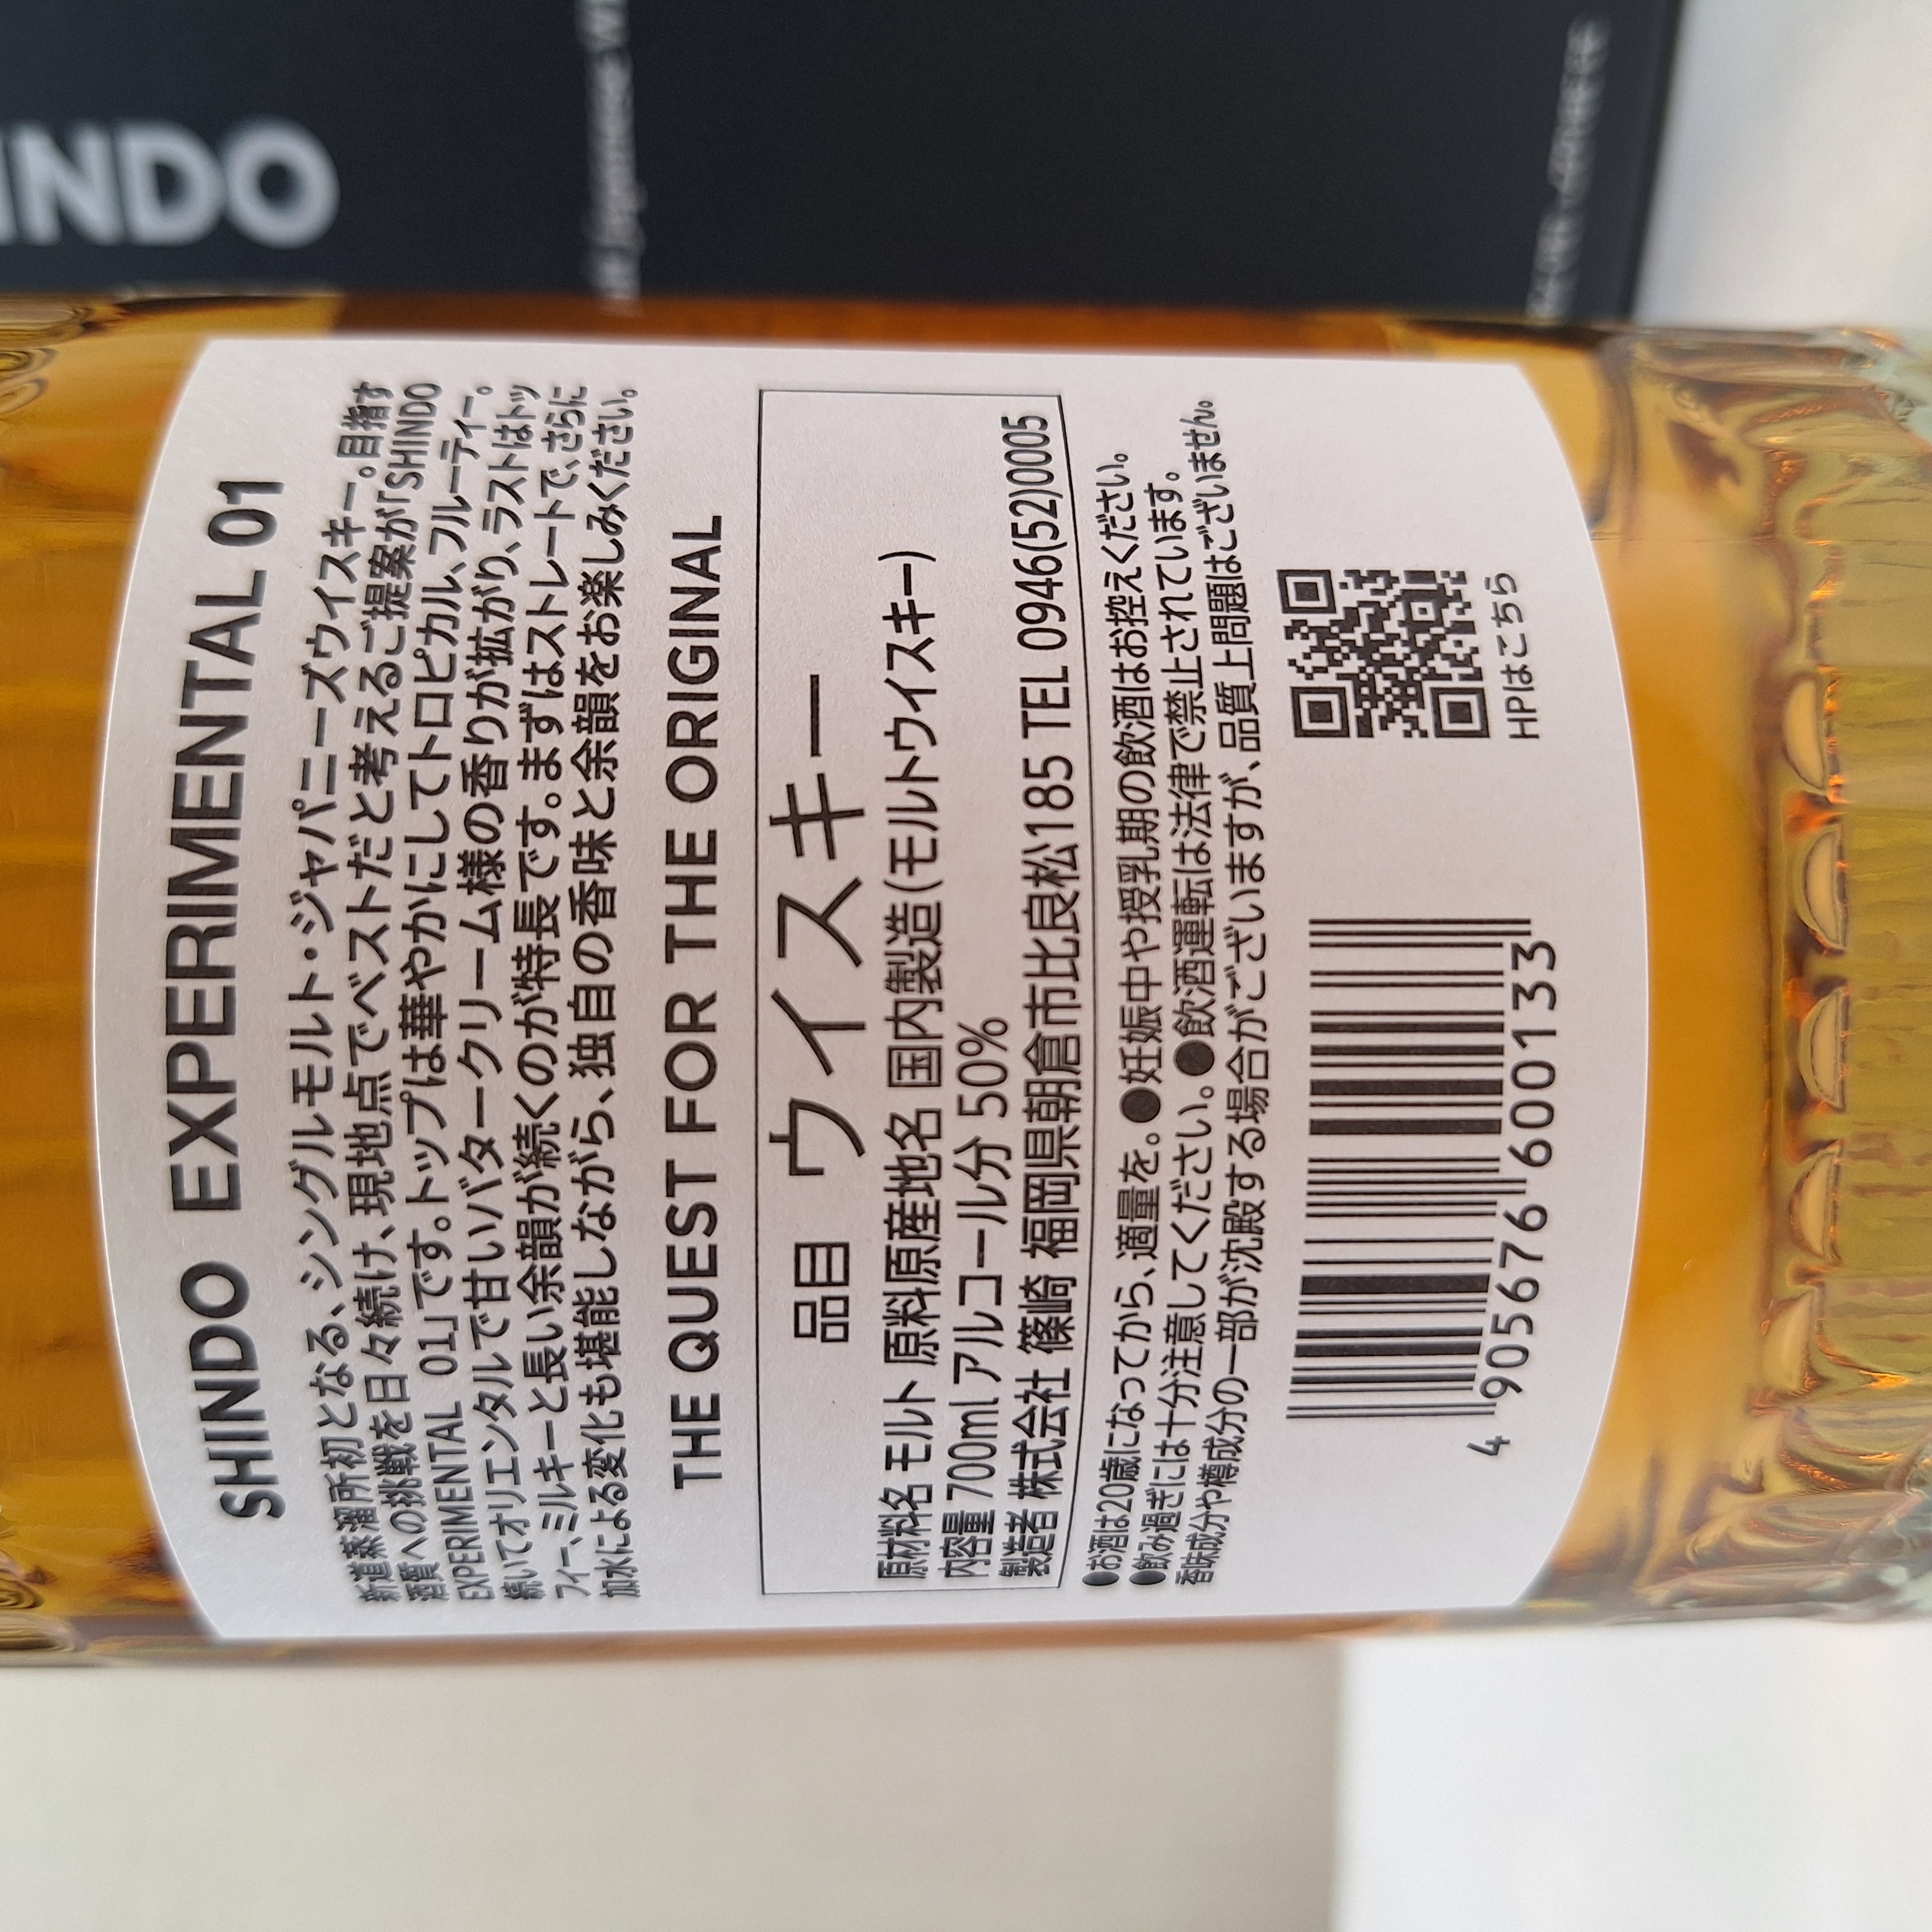 INDO
SHINDO EXPERIMENTAL 01
新道蒸溜所初となる、シングルモルト・ジャパニーズウイスキー。目指す
酒質への挑戦を日々続け、現地点でベストだと考えるご提案が「SHINDO
EXPERIMENTAL 01」です。トップは華やかにしてトロピカル、フルーティー。
続いてオリエンタルで甘いバタークリーム様の香りが拡がり、ラストはトッ
フィー、ミルキーと長い余韻が続くのが特長です。まずはストレートで、さらに
加水による変化も堪能しながら、独自の香味と余韻をお楽しみください。
THE QUEST FOR THE ORIGINAL
品目 ウイスキー
原材料名 モルト 原料原産地名 国内製造(モルトウイスキー)
内容量 700ml アルコール分 50%
製造者 株式会社 篠崎 福岡県朝倉市比良松185 TEL 0946(52)0005
●お酒は20歳になってから、適量を。●妊娠中や授乳期の飲酒はお控えください。
●飲み過ぎには十分注意してください。●飲酒運転は法律で禁止されています。
香味成分や樽成分の一部が沈殿する場合がございますが、品質上問題はございません。
4 905676 600133
HPはこちら